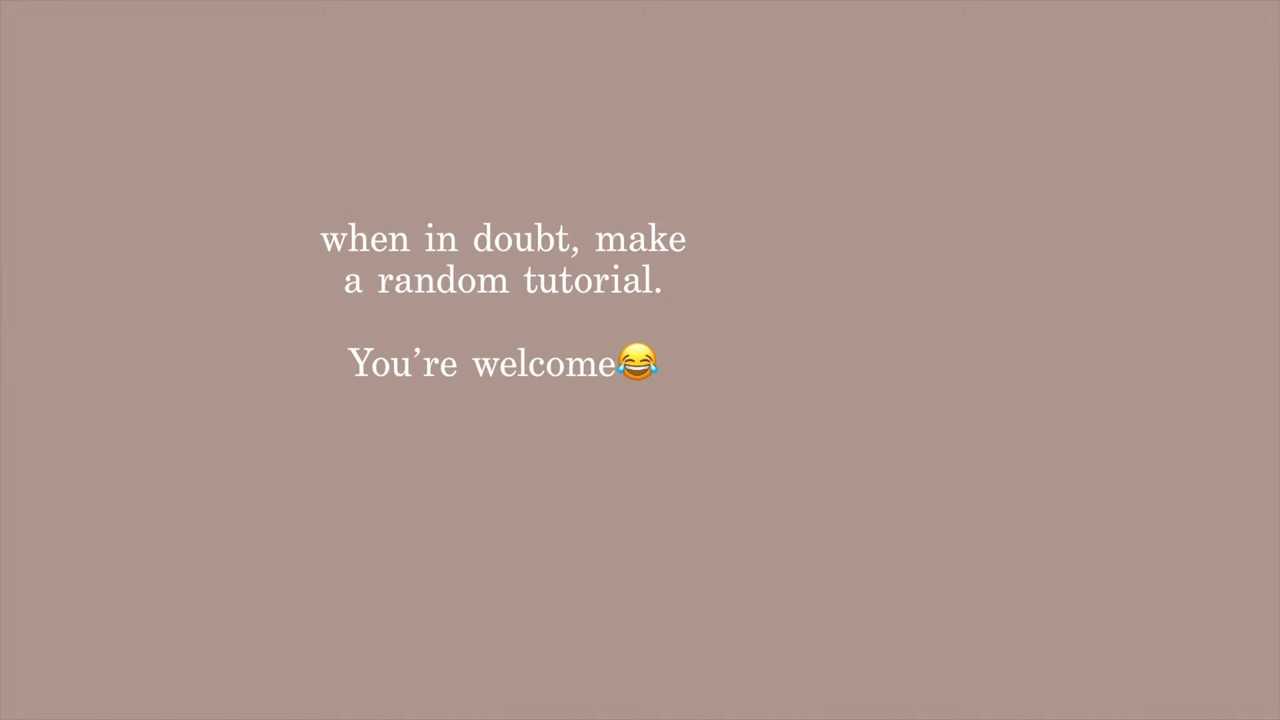 when in doubt, make
a random tutorial.
You’re welcome😂